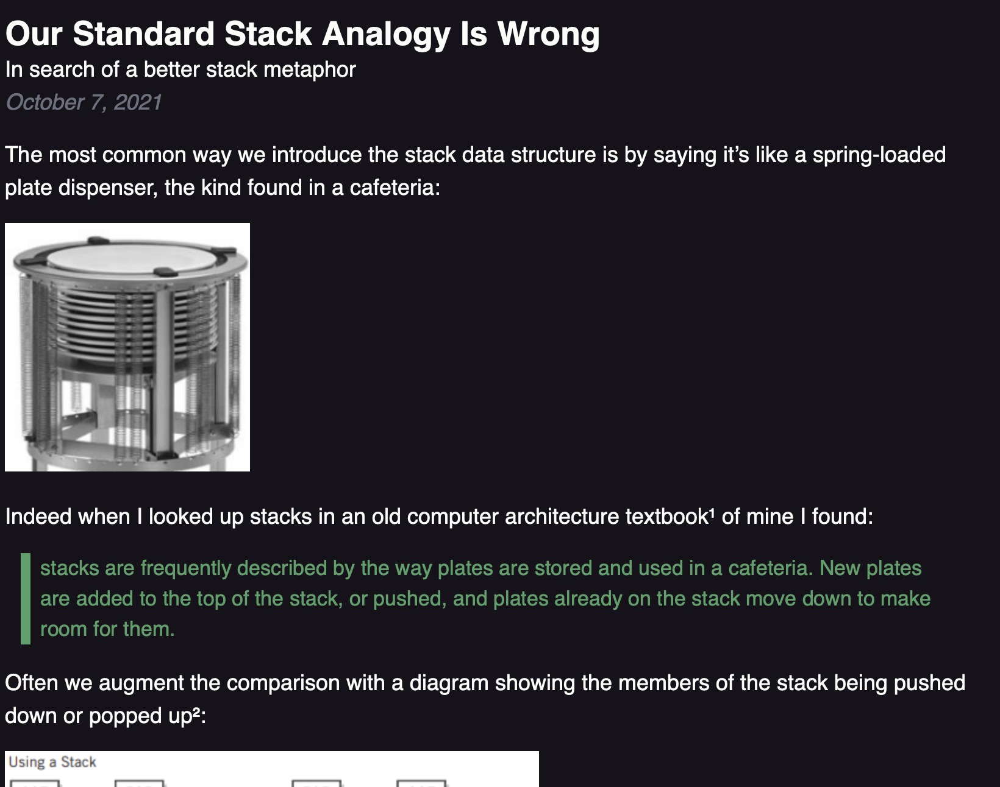 Our Standard Stack Analogy Is Wrong
In search of a better stack metaphor
October 7, 2021
The most common way we introduce the stack data structure is by saying it’s like a spring-loaded
plate dispenser, the kind found in a cafeteria:
Indeed when I looked up stacks in an old computer architecture textbook¹ of mine I found:
stacks are frequently described by the way plates are stored and used in a cafeteria. New plates
are added to the top of the stack, or pushed, and plates already on the stack move down to make
room for them.
Often we augment the comparison with a diagram showing the members of the stack being pushed
down or popped up²:
Using a Stack